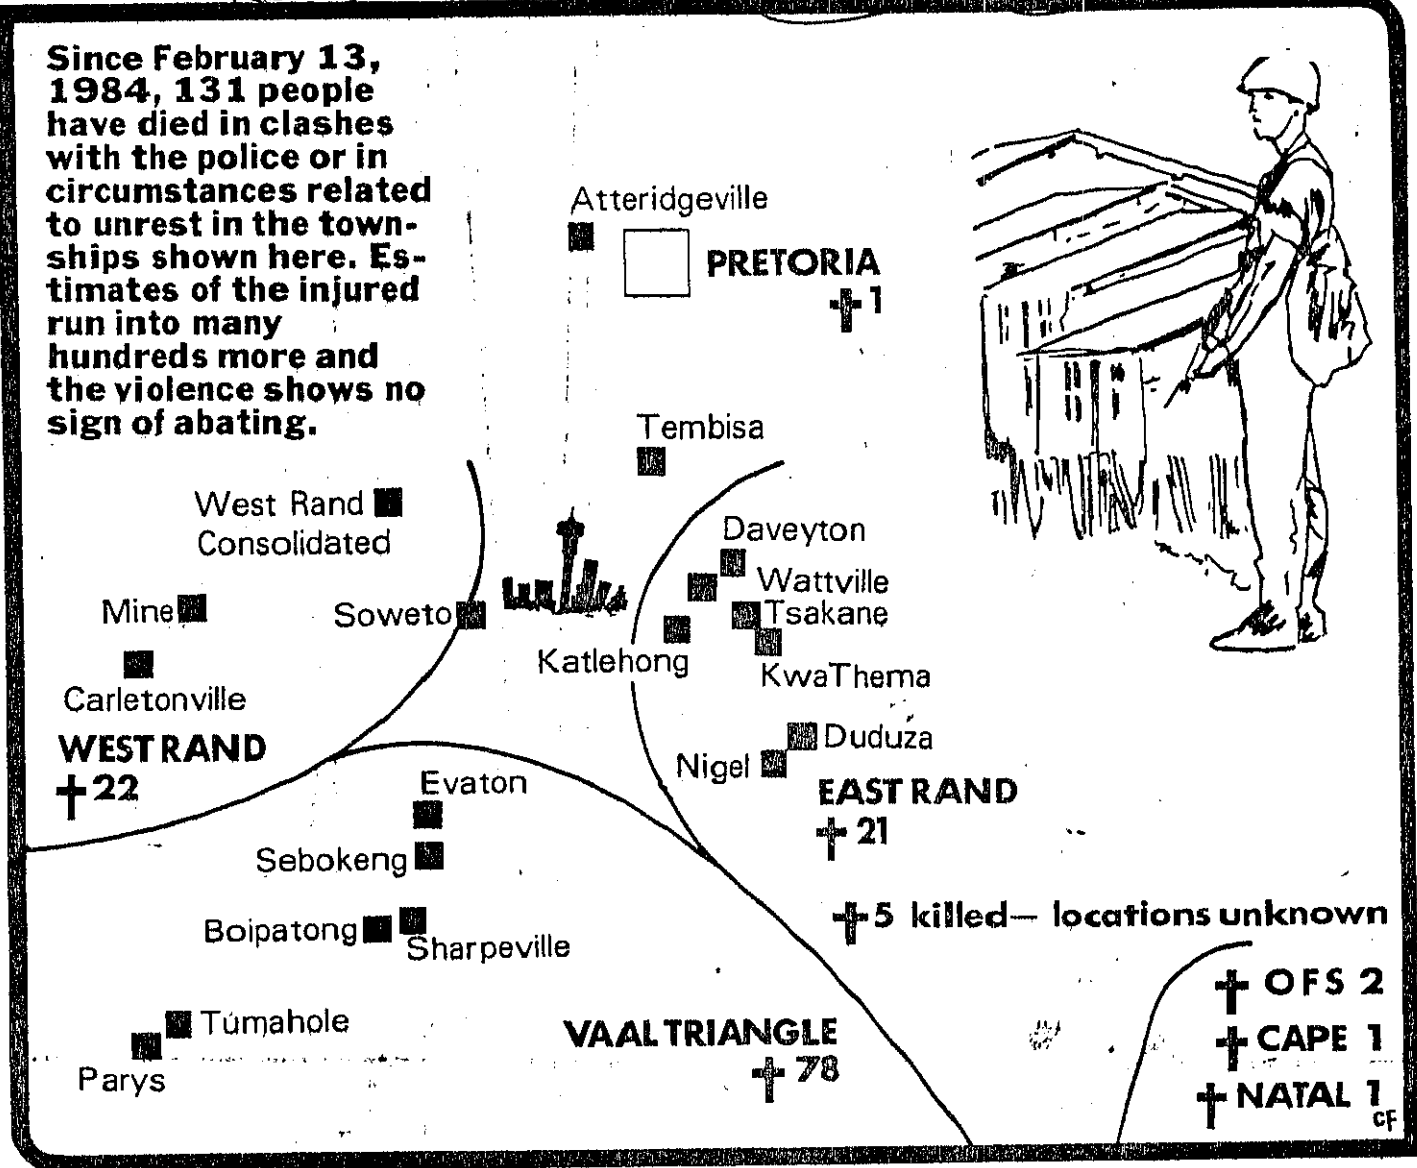 Since February 13,
1984, 131 people
have died in clashes
with the police or in
circumstances related
to unrest in the town-
ships shown here. Es-
timates of the injured
run into many
hundreds more and
the violence shows no
sign of abating.
Atteridgeville
PRETORIA
1
Tembisa
West Rand
Consolidated
Mine
Soweto
Carletonville
WEST RAND
22
Daveyton
Wattville
Tsakane
Katlehong
KwaThema
Duduza
Nigel
EAST RAND
21
Evaton
Sebokeng
Boipatong
Sharpeville
Tumahole
Parys
VAAL TRIANGLE
78
5 killed— locations unknown
OFS 2
CAPE 1
NATAL 1
CF